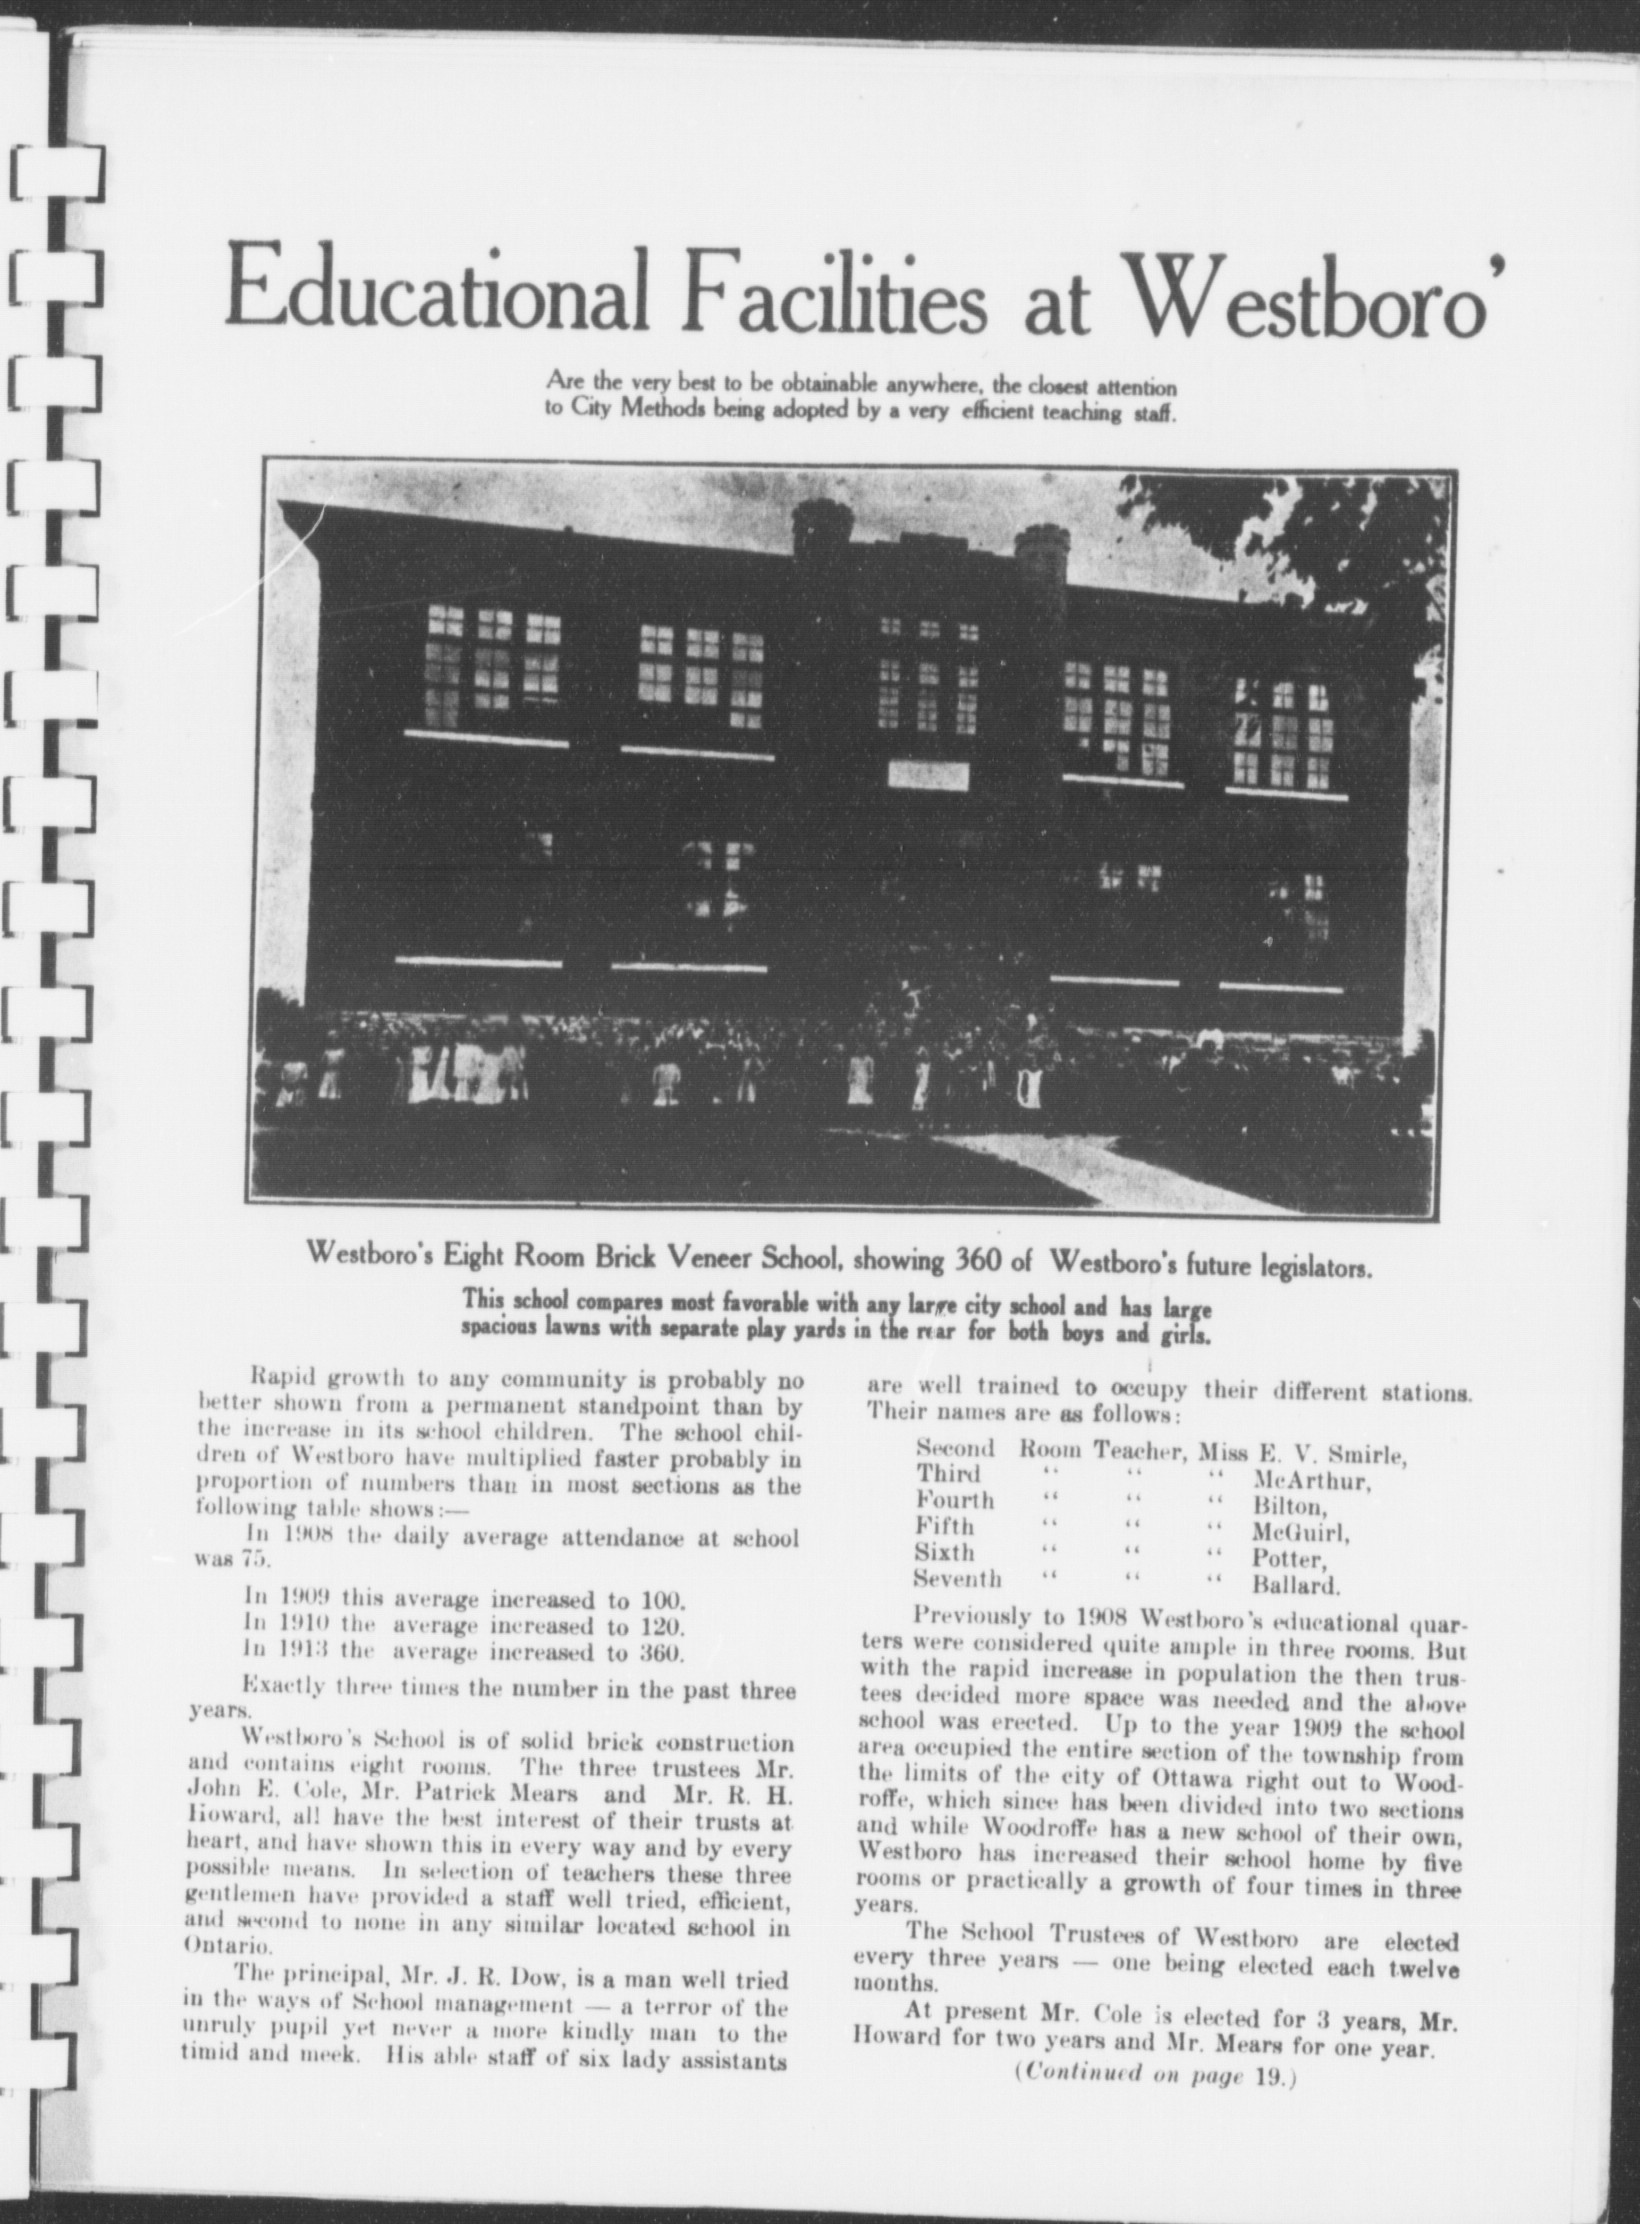 Educational Facilities at Westboro'
Are the very best to be obtainable anywhere, the closest attention
to City Methods being adopted by a very efficient teaching staff.
Westboro's Eight Room Brick Veneer School, showing 360 of Westboro's future legislators.
This school compares most favorable with any large city school and has large
spacious lawns with separate play yards in the rear for both boys and girls.
Rapid growth to any community is probably no
better shown from a permanent standpoint than by
the increase in its school children. The school chil-
dren of Westboro have multiplied faster probably in
proportion of numbers than in most sections as the
following table shows:—
In 1908 the daily average attendance at school
was 75.
In 1909 this average increased to 100.
In 1910 the average increased to 120.
In 1913 the average increased to 360.
Exactly three times the number in the past three
years.
Westboro's School is of solid brick construction
and contains eight rooms. The three trustees Mr.
John E. Cole, Mr. Patrick Mears and Mr. R. H.
Howard, all have the best interest of their trusts at
heart, and have shown this in every way and by every
possible means. In selection of teachers these three
gentlemen have provided a staff well tried, efficient,
and second to none in any similar located school in
Ontario.
The principal, Mr. J. R. Dow, is a man well tried
in the ways of School management — a terror of the
unruly pupil yet never a more kindly man to the
timid and meek. His able staff of six lady assistants
are well trained to occupy their different stations.
Their names are as follows:
Second Room Teacher, Miss E. V. Smirle,
Third " " " McArthur,
Fourth " " " Bilton,
Fifth " " " McGuirl,
Sixth " " " Potter,
Seventh " " " Ballard.
Previously to 1908 Westboro's educational quar-
ters were considered quite ample in three rooms. But
with the rapid increase in population the then trus-
tees decided more space was needed and the above
school was erected. Up to the year 1909 the school
area occupied the entire section of the township from
the limits of the city of Ottawa right out to Wood-
roffe, which since has been divided into two sections
and while Woodroffe has a new school of their own,
Westboro has increased their school home by five
rooms or practically a growth of four times in three
years.
The School Trustees of Westboro are elected
every three years — one being elected each twelve
months.
At present Mr. Cole is elected for 3 years, Mr.
Howard for two years and Mr. Mears for one year.
(Continued on page 19.)